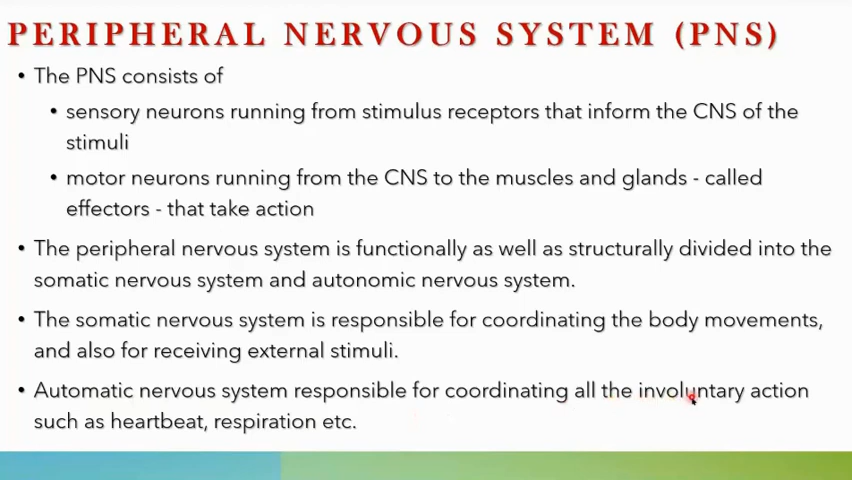 PERIPHERAL NERVOUS SYSTEM (PNS)
• The PNS consists of
• sensory neurons running from stimulus receptors that inform the CNS of the
stimuli
• motor neurons running from the CNS to the muscles and glands - called
effectors - that take action
• The peripheral nervous system is functionally as well as structurally divided into the
somatic nervous system and autonomic nervous system.
• The somatic nervous system is responsible for coordinating the body movements,
and also for receiving external stimuli.
• Automatic nervous system responsible for coordinating all the involuntary action
such as heartbeat, respiration etc.